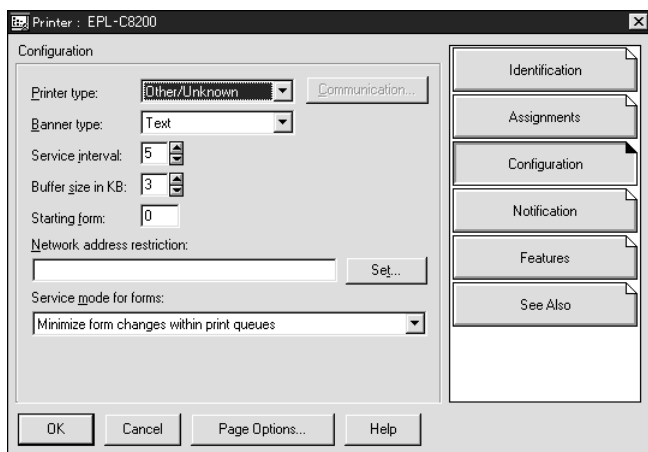 Printer : EPL-C8200
Configuration
Printer type: Other/Unknown Communication...
Banner type: Text
Service interval: 5
Buffer size in KB: 3
Starting form: 0
Network address restriction:
Set...
Service mode for forms:
Minimize form changes within print queues
OK Cancel Page Options... Help
Identification
Assignments
Configuration
Notification
Features
See Also